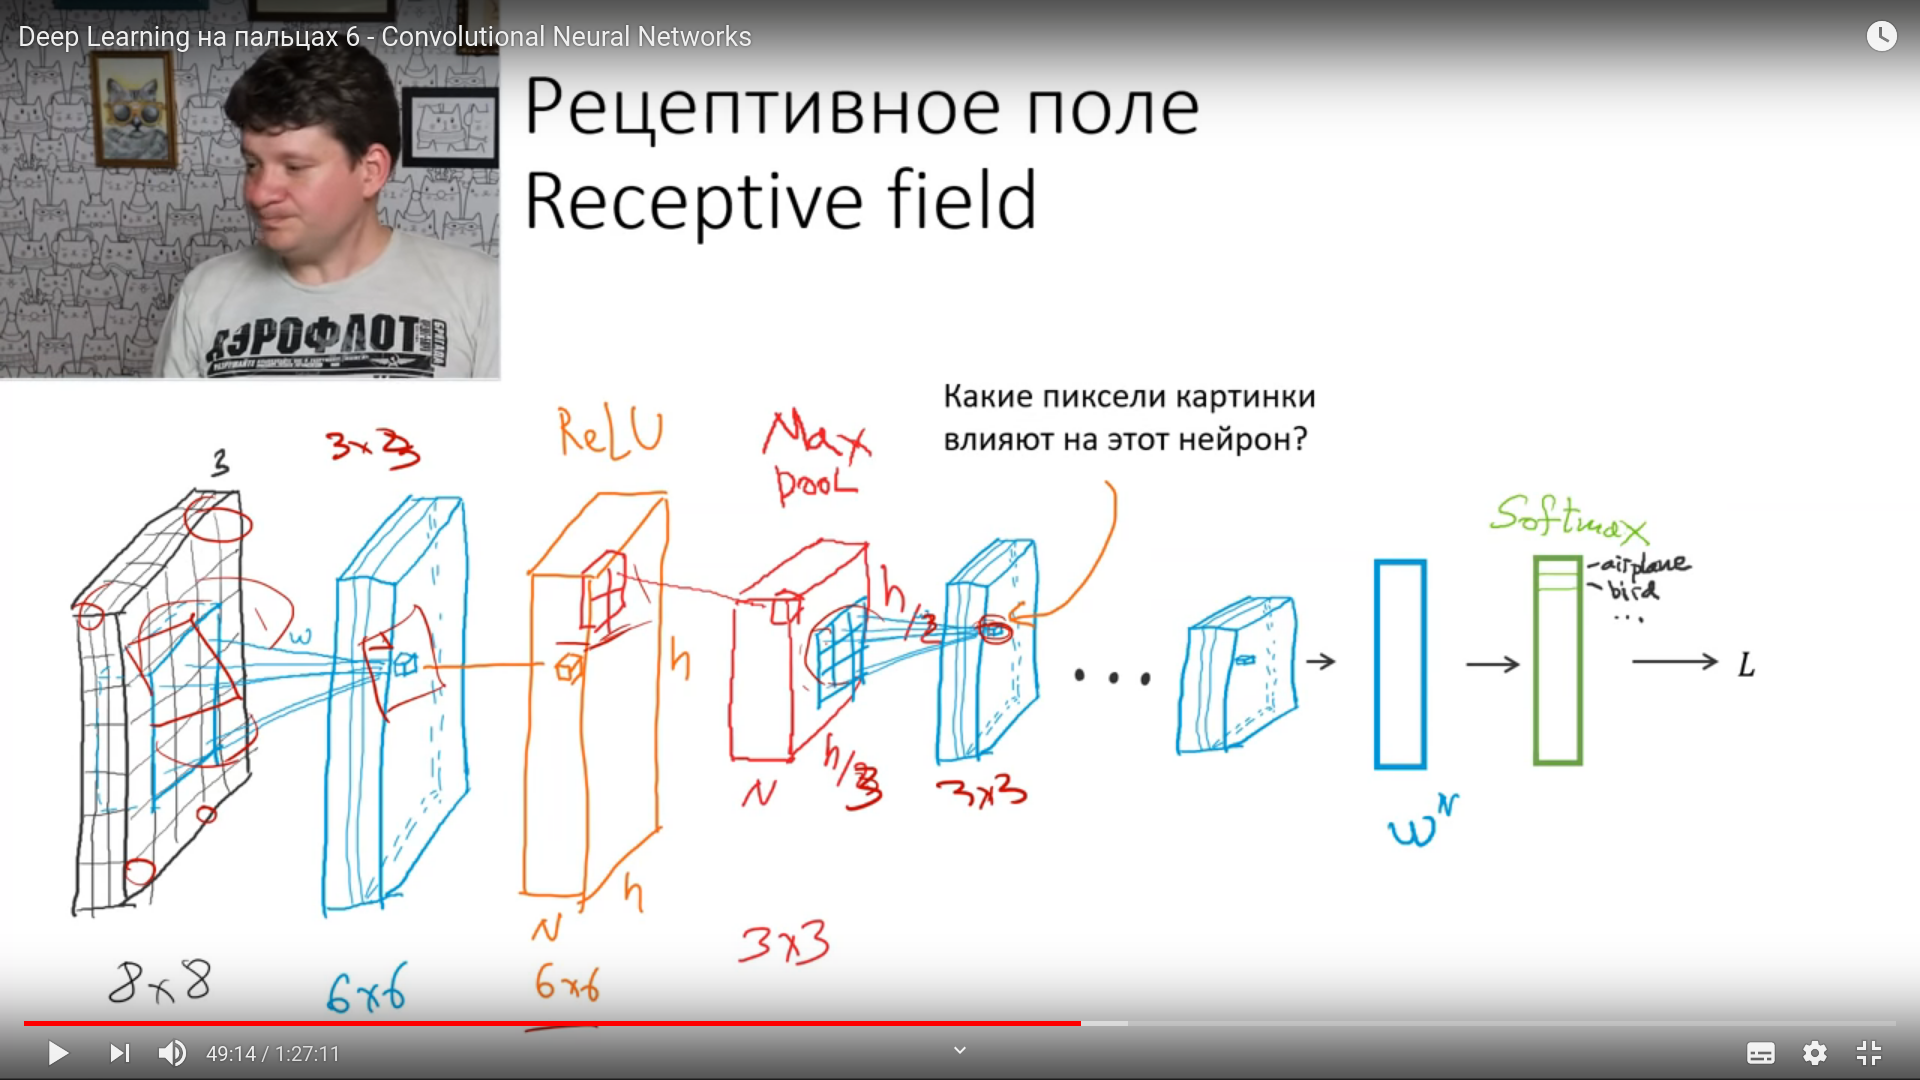 Deep Learning на пальцах 6 - Convolutional Neural Networks
Рецептивное поле
Receptive field
АЭРОФЛОТ
Какие пиксели картинки
влияют на этот нейрон?
3
3x3
ReLU
Max
pool
Softmax
- airplane
- bird
...
w
h
h/2
h
N
h/3
N
3x3
w^N
L
8x8
6x6
6x6
3x3
49:14 / 1:27:11